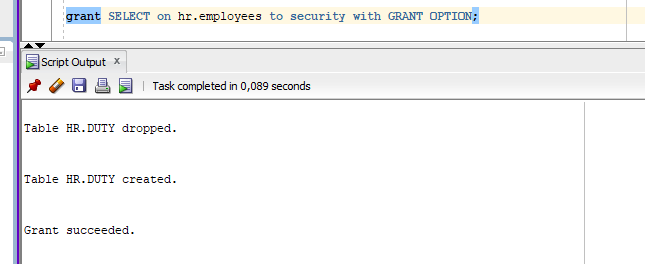 grant SELECT on hr.employees to security with GRANT OPTION;
Script Output x
Task completed in 0,089 seconds
Table HR.DUTY dropped.
Table HR.DUTY created.
Grant succeeded.